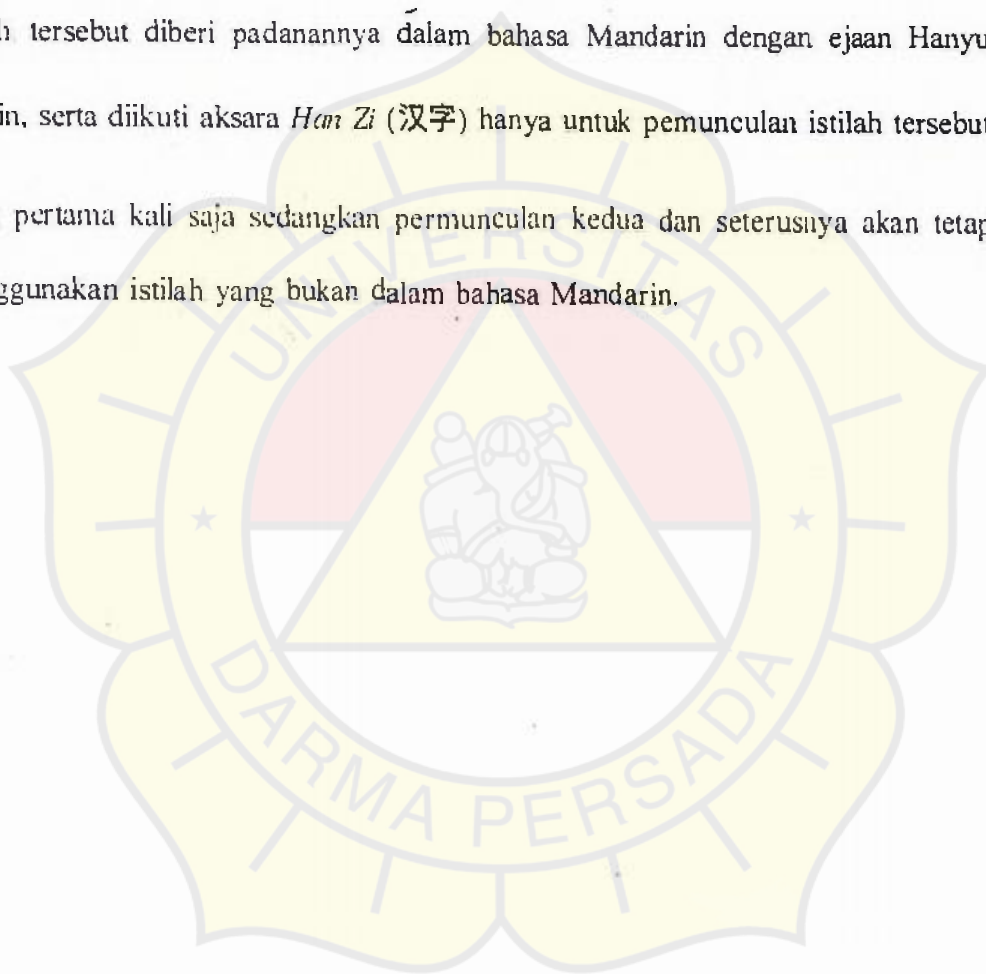 tersebut diberi padanannya dalam bahasa Mandarin dengan ejaan Hanyu
in, serta diikuti aksara Han Zi (汉字) hanya untuk pemunculan istilah tersebut
pertama kali saja sedangkan permunculan kedua dan seterusnya akan tetap
ggunakan istilah yang bukan dalam bahasa Mandarin.
UNIVERSITAS
DARMA PERSADA